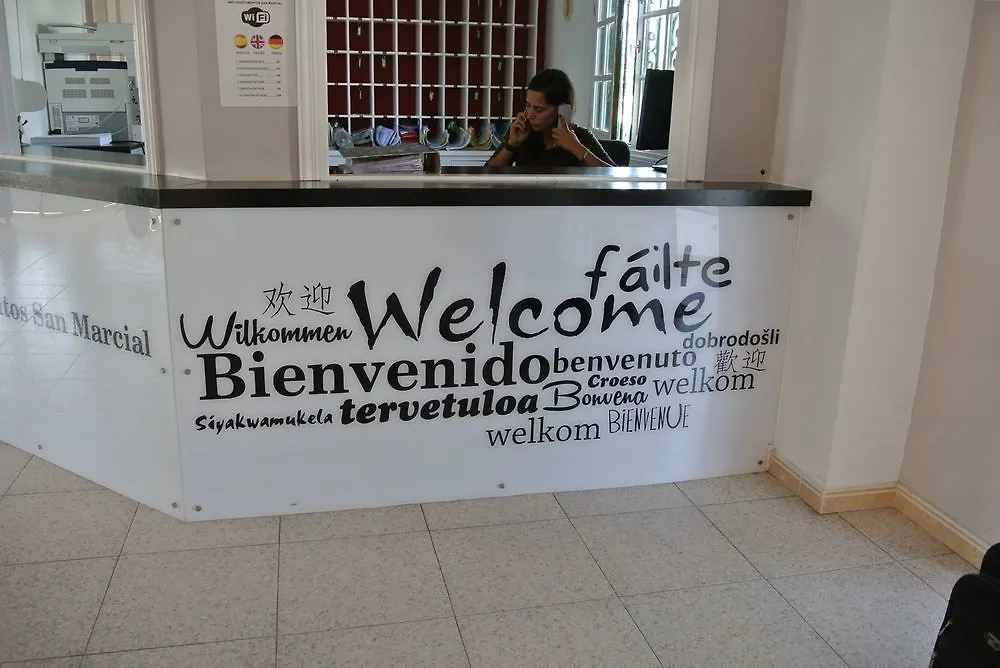 WiFi
tos San Marcial
fáilte
欢迎
Welcome
Wilkommen
dobrodošli
Bienvenido
benvenuto
歡迎
Croeso
welkom
Siyakwamukela
tervetuloa
Bonvena
welkom
BIENVENUE